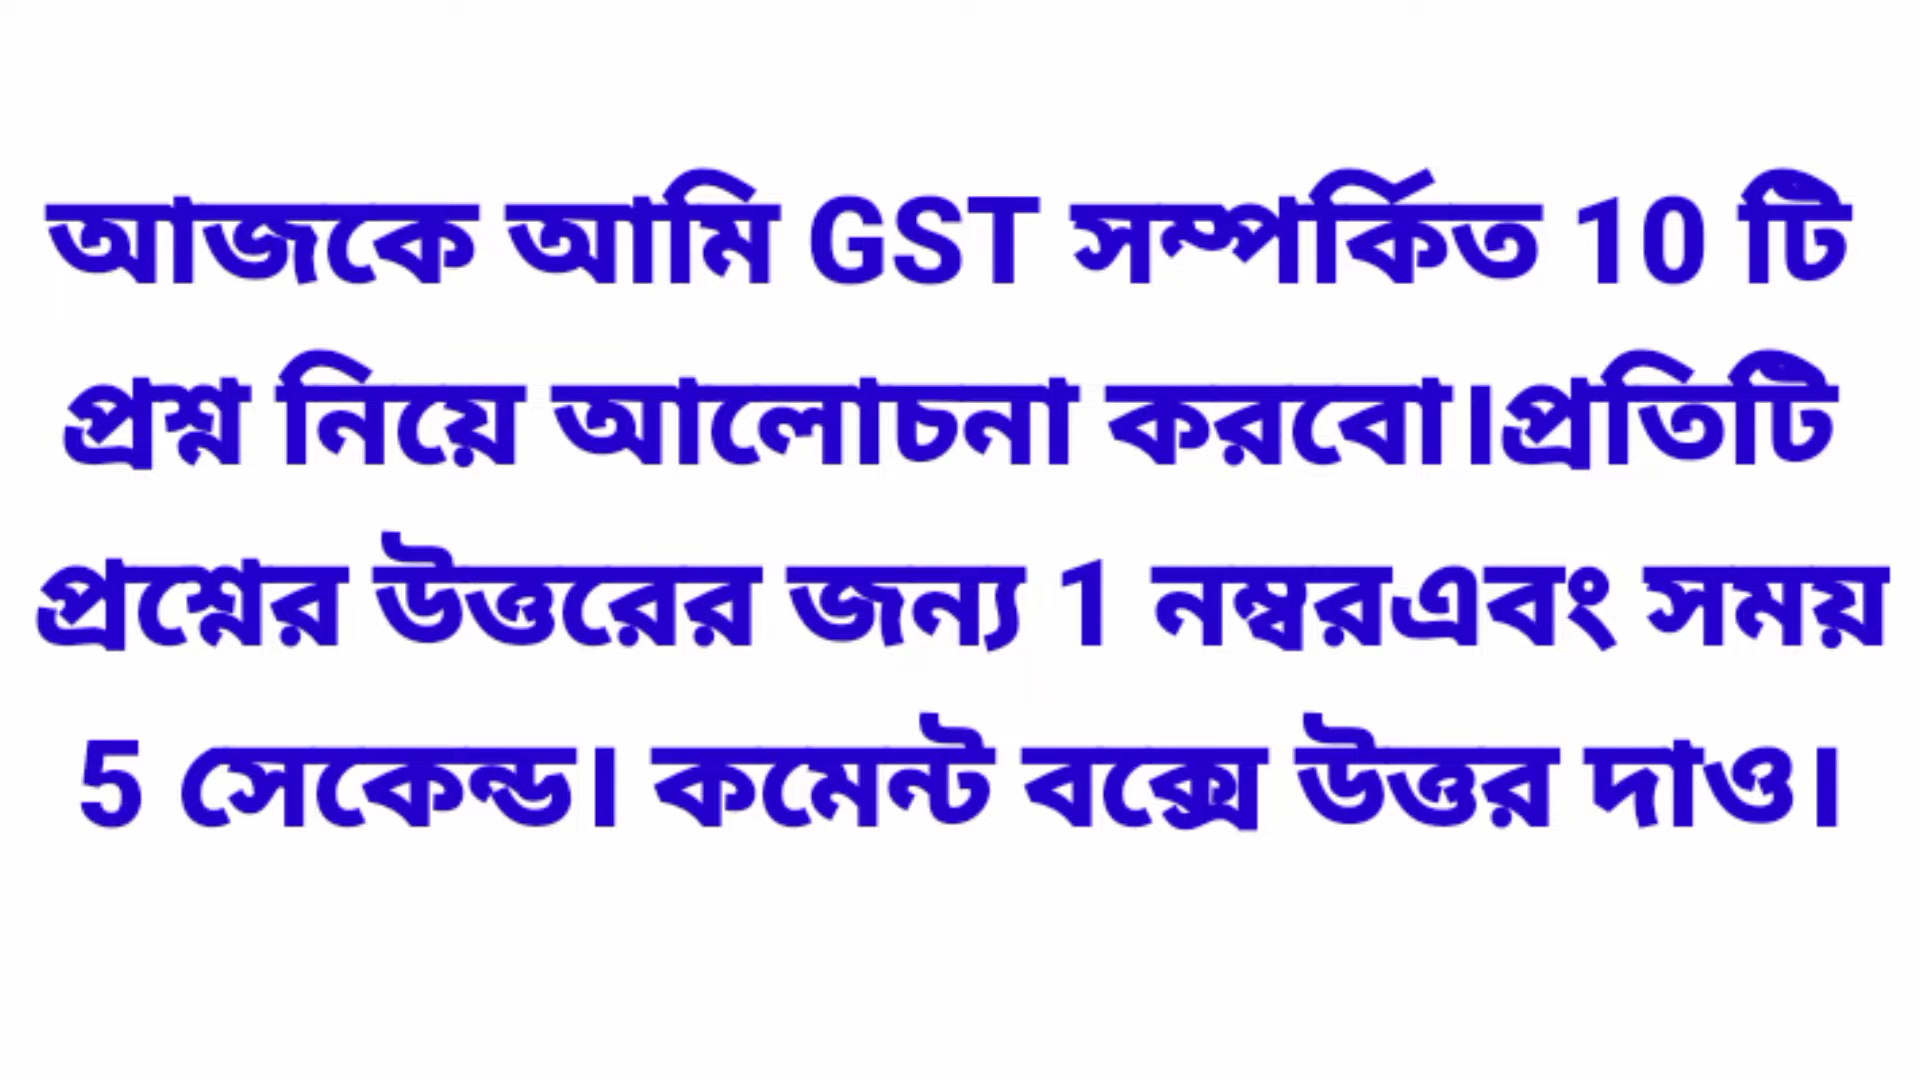 আজকে আমি GST সম্পর্কিত 10 টি
প্রশ্ন নিয়ে আলোচনা করবো।প্রতিটি
প্রশ্নের উত্তরের জন্য 1 নম্বরএবং সময়
5 সেকেন্ড। কমেন্ট বক্সে উত্তর দাও।